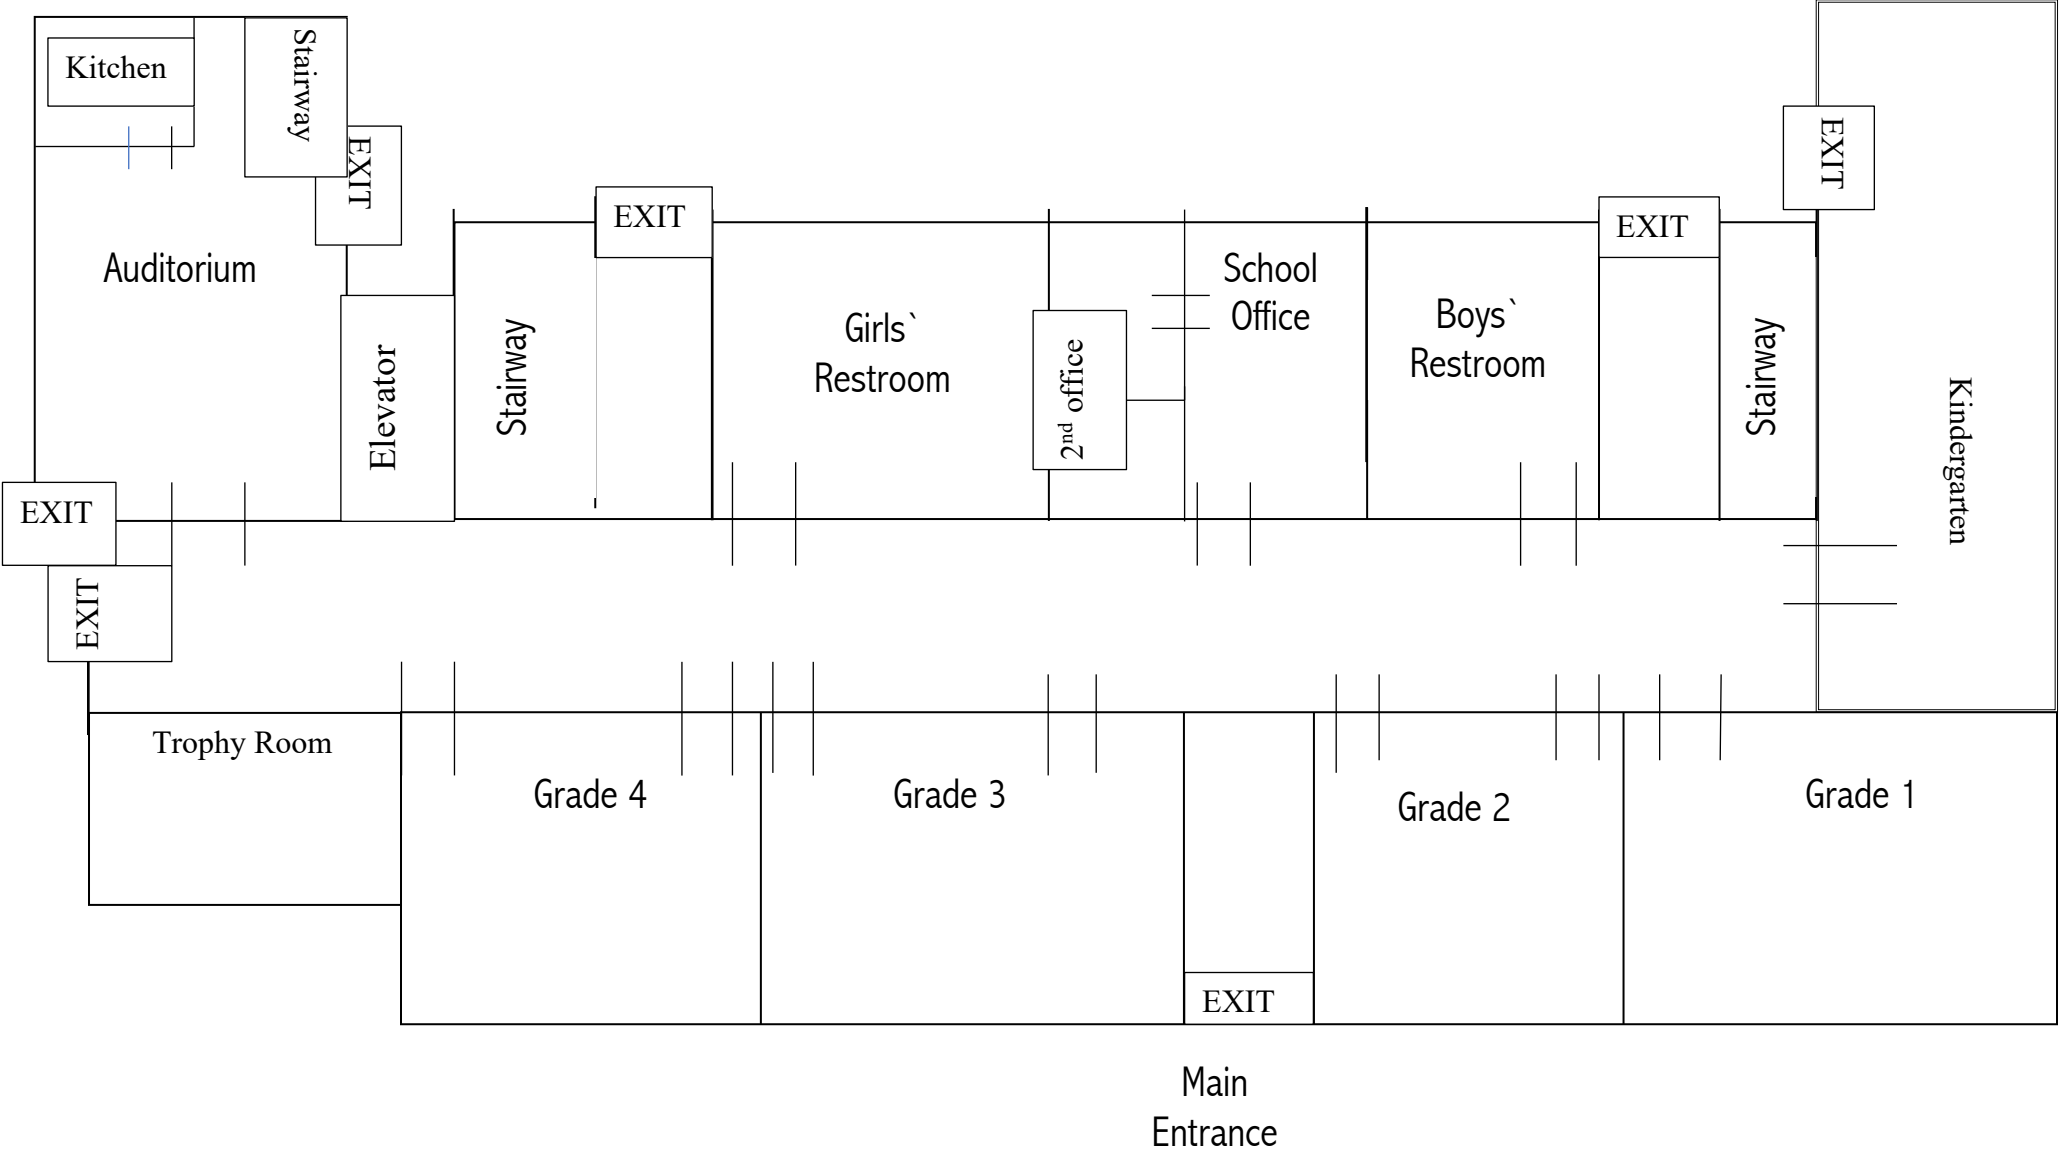 Kitchen
Stairway
EXIT
EXIT
EXIT
EXIT
Auditorium
School
Office
Girls`
Restroom
Boys`
Restroom
Elevator
Stairway
2nd office
Stairway
Kindergarten
EXIT
EXIT
Trophy Room
Grade 4
Grade 3
Grade 2
Grade 1
EXIT
Main
Entrance